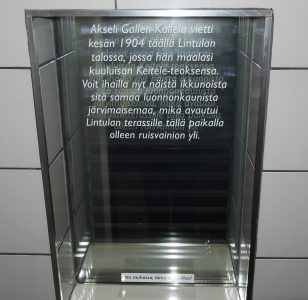 Akseli Gallen-Kallela vietti
kesän 1904 täällä Lintulan
talossa, jossa hän maalasi
kuuluisan Keitele-teoksensa.
Voit ihailla nyt näistä ikkunoista
sitä samaa luonnonkaunista
järvimaisemaa, mikä avautui
Lintulan terassille tällä paikalla
olleen ruisvainion yli.